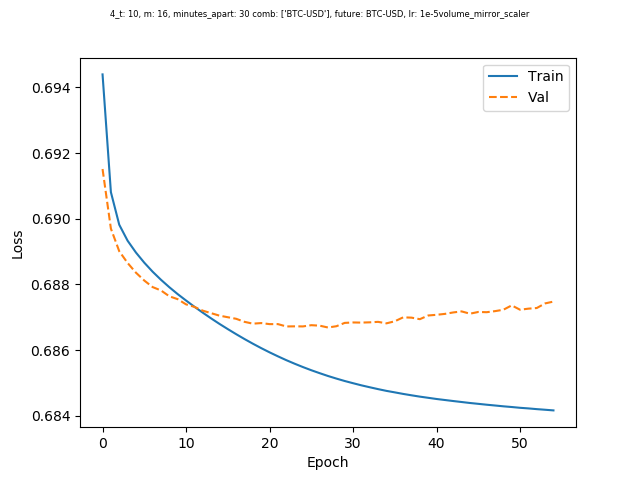 4_t: 10, m: 16, minutes_apart: 30 comb: ['BTC-USD'], future: BTC-USD, lr: 1e-5volume_mirror_scaler
Train
Val
0.694
0.692
0.690
0.688
0.686
0.684
Loss
0 10 20 30 40 50
Epoch